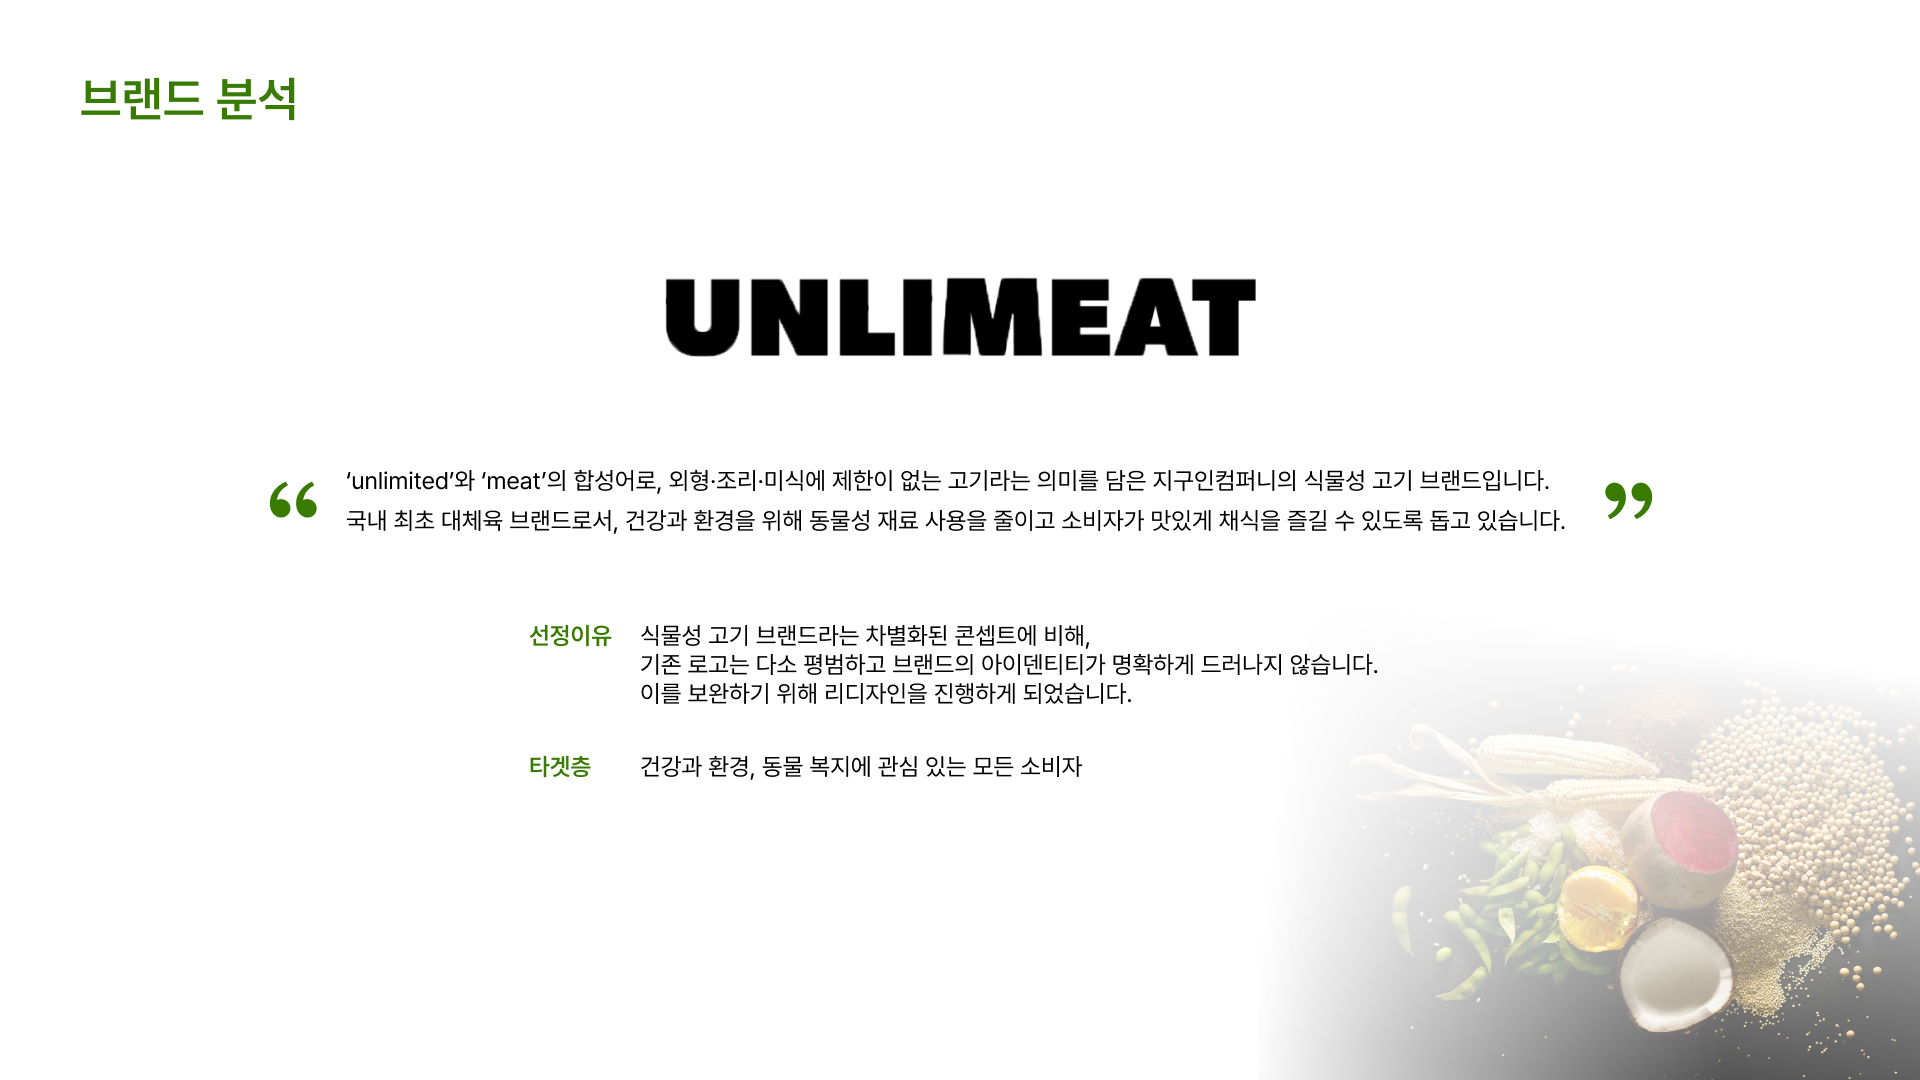 브랜드 분석
UNLIMEAT
“ ‘unlimited’와 ‘meat’의 합성어로, 외형·조리·미식에 제한이 없는 고기라는 의미를 담은 지구인컴퍼니의 식물성 고기 브랜드입니다.
국내 최초 대체육 브랜드로서, 건강과 환경을 위해 동물성 재료 사용을 줄이고 소비자가 맛있게 채식을 즐길 수 있도록 돕고 있습니다. ”
선정이유 식물성 고기 브랜드라는 차별화된 콘셉트에 비해,
기존 로고는 다소 평범하고 브랜드의 아이덴티티가 명확하게 드러나지 않습니다.
이를 보완하기 위해 리디자인을 진행하게 되었습니다.
타겟층 건강과 환경, 동물 복지에 관심 있는 모든 소비자